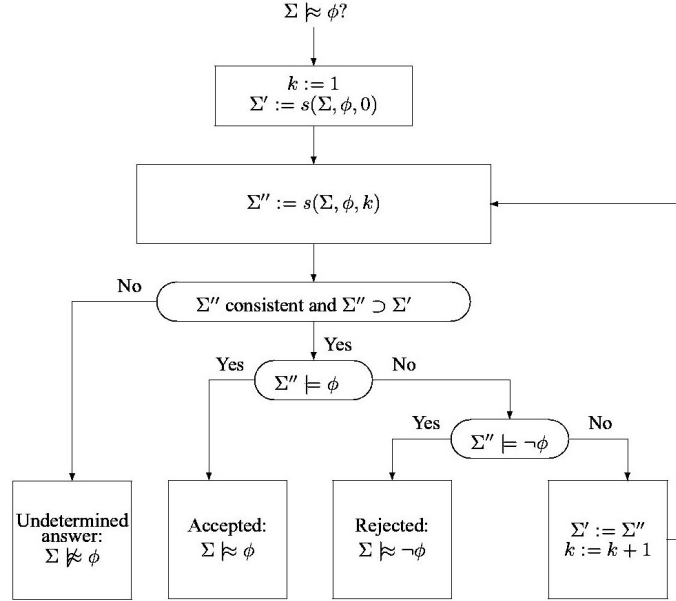 Σ |≈ ϕ?
k := 1
Σ′ := s(Σ, ϕ, 0)
Σ″ := s(Σ, ϕ, k)
No
Σ″ consistent and Σ″ ⊃ Σ′
Yes
Yes
Σ″ ⊨ ϕ
No
Yes
Σ″ ⊨ ¬ϕ
No
Undetermined
answer:
Σ |≉ ϕ
Accepted:
Σ |≈ ϕ
Rejected:
Σ |≈ ¬ϕ
Σ′ := Σ″
k := k + 1